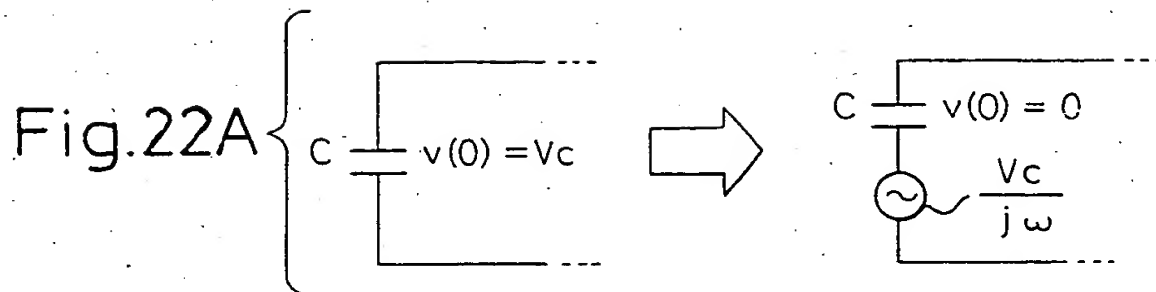 Fig.22A
C
v(0) = Vc
C
v(0) = 0
Vc
jω